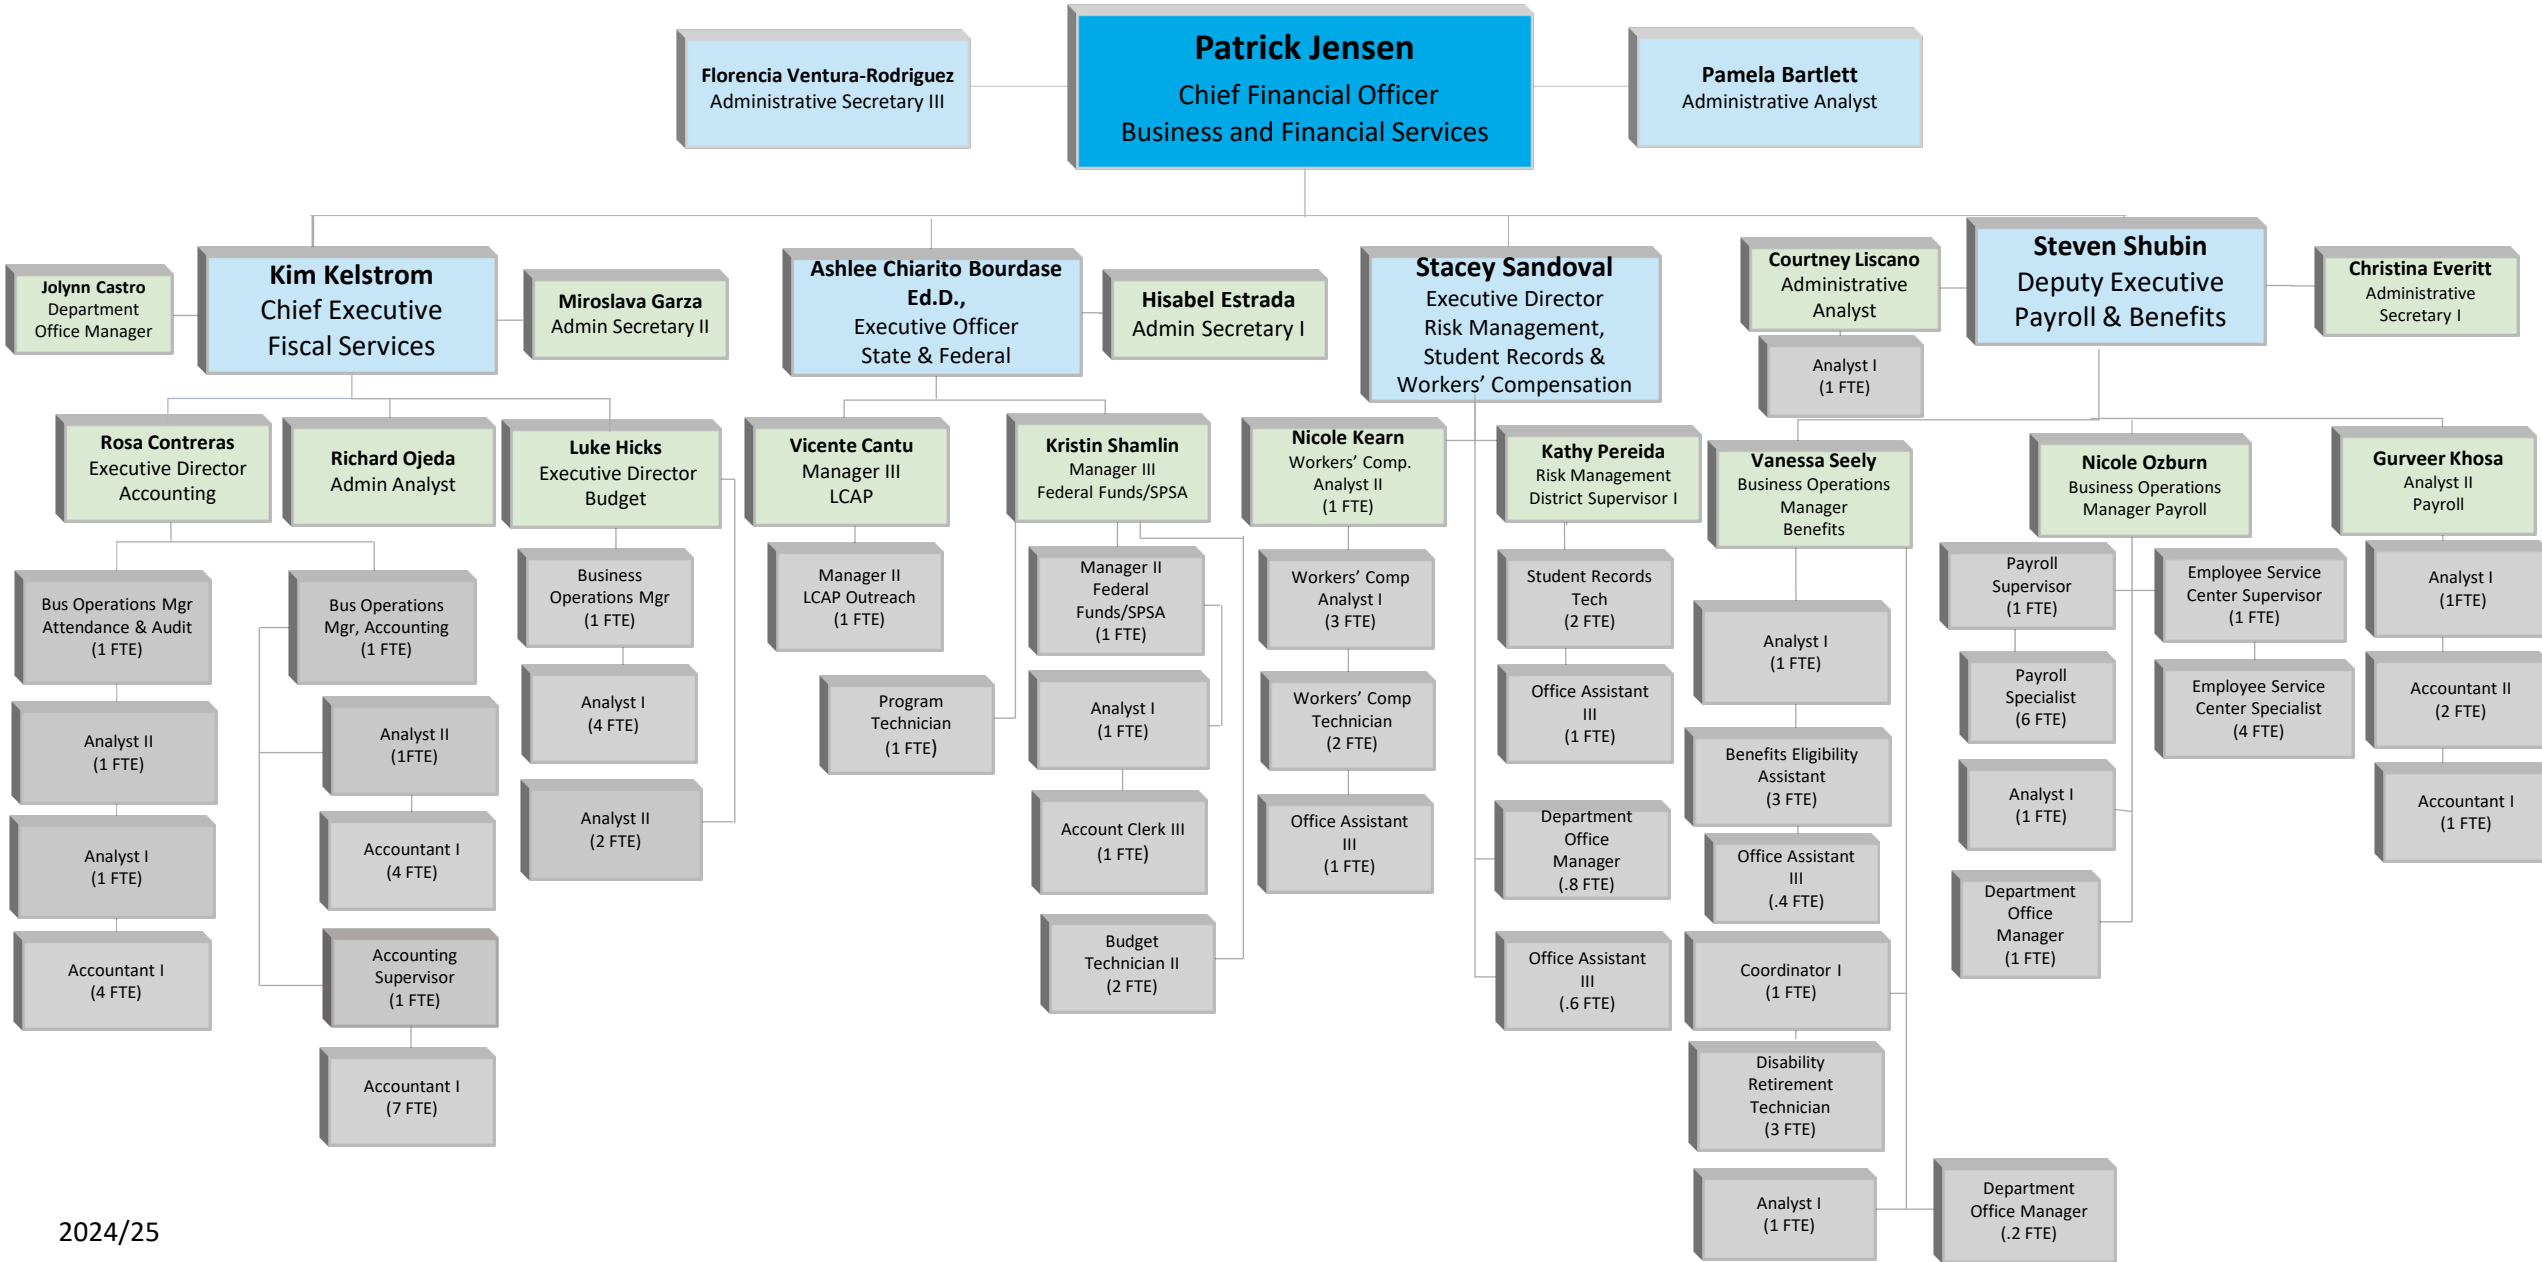 Patrick Jensen
Chief Financial Officer
Business and Financial Services
Florencia Ventura-Rodriguez
Administrative Secretary III
Pamela Bartlett
Administrative Analyst
Jolynn Castro
Department
Office Manager
Kim Kelstrom
Chief Executive
Fiscal Services
Miroslava Garza
Admin Secretary II
Ashlee Chiarito Bourdase
Ed.D.,
Executive Officer
State & Federal
Hisabel Estrada
Admin Secretary I
Stacey Sandoval
Executive Director
Risk Management,
Student Records &
Workers’ Compensation
Courtney Liscano
Administrative
Analyst
Analyst I
(1 FTE)
Steven Shubin
Deputy Executive
Payroll & Benefits
Christina Everitt
Administrative
Secretary I
Rosa Contreras
Executive Director
Accounting
Richard Ojeda
Admin Analyst
Luke Hicks
Executive Director
Budget
Vicente Cantu
Manager III
LCAP
Kristin Shamlin
Manager III
Federal Funds/SPSA
Nicole Kearn
Workers’ Comp.
Analyst II
(1 FTE)
Kathy Pereida
Risk Management
District Supervisor I
Vanessa Seely
Business Operations
Manager
Benefits
Nicole Ozburn
Business Operations
Manager Payroll
Gurveer Khosa
Analyst II
Payroll
Bus Operations Mgr
Attendance & Audit
(1 FTE)
Analyst II
(1 FTE)
Analyst I
(1 FTE)
Accountant I
(4 FTE)
Bus Operations
Mgr, Accounting
(1 FTE)
Analyst II
(1FTE)
Accountant I
(4 FTE)
Accounting
Supervisor
(1 FTE)
Accountant I
(7 FTE)
Business
Operations Mgr
(1 FTE)
Analyst I
(4 FTE)
Analyst II
(2 FTE)
Manager II
LCAP Outreach
(1 FTE)
Program
Technician
(1 FTE)
Manager II
Federal
Funds/SPSA
(1 FTE)
Analyst I
(1 FTE)
Account Clerk III
(1 FTE)
Budget
Technician II
(2 FTE)
Workers’ Comp
Analyst I
(3 FTE)
Workers’ Comp
Technician
(2 FTE)
Office Assistant
III
(1 FTE)
Student Records
Tech
(2 FTE)
Office Assistant
III
(1 FTE)
Department
Office
Manager
(.8 FTE)
Office Assistant
III
(.6 FTE)
Analyst I
(1 FTE)
Benefits Eligibility
Assistant
(3 FTE)
Office Assistant
III
(.4 FTE)
Coordinator I
(1 FTE)
Disability
Retirement
Technician
(3 FTE)
Analyst I
(1 FTE)
Department
Office Manager
(.2 FTE)
Payroll
Supervisor
(1 FTE)
Payroll
Specialist
(6 FTE)
Analyst I
(1 FTE)
Department
Office
Manager
(1 FTE)
Employee Service
Center Supervisor
(1 FTE)
Employee Service
Center Specialist
(4 FTE)
Analyst I
(1FTE)
Accountant II
(2 FTE)
Accountant I
(1 FTE)
2024/25